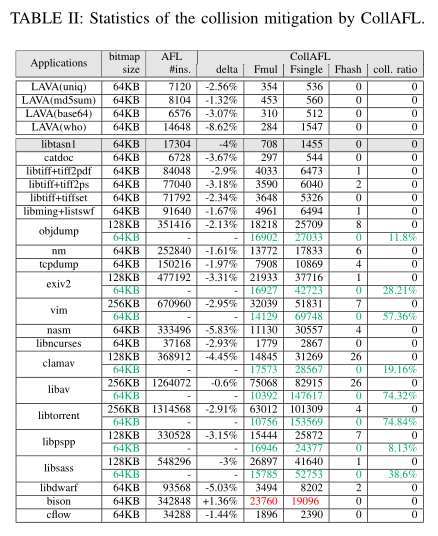 TABLE II: Statistics of the collision mitigation by CollAFL.
Applications bitmap size AFL #ins. CollAFL
delta Fmul Fsingle Fhash coll. ratio
LAVA(uniq) 64KB 7120 -2.56% 354 536 0 0
LAVA(md5sum) 64KB 8104 -1.32% 453 560 0 0
LAVA(base64) 64KB 6576 -3.07% 310 512 0 0
LAVA(who) 64KB 14648 -8.62% 284 1547 0 0
libtasn1 64KB 17304 -4% 708 1455 0 0
catdoc 64KB 6728 -3.67% 297 544 0 0
libtiff+tiff2pdf 64KB 84048 -2.9% 4033 6473 1 0
libtiff+tiff2ps 64KB 77040 -3.18% 3590 6040 2 0
libtiff+tiffset 64KB 71792 -2.34% 3648 5326 0 0
libming+listswf 64KB 91640 -1.67% 4961 6494 1 0
objdump 128KB 351416 -2.13% 18218 25709 8 0
64KB - - 16902 27033 0 11.8%
nm 64KB 252840 -1.61% 13772 17833 6 0
tcpdump 64KB 150216 -1.97% 7908 10869 4 0
exiv2 128KB 477192 -3.31% 21933 37716 1 0
64KB - - 16927 42723 0 28.21%
vim 256KB 670960 -2.95% 32039 51831 7 0
64KB - - 14129 69748 0 57.36%
nasm 64KB 333496 -5.83% 11130 30557 4 0
libncurses 64KB 37168 -2.93% 1779 2867 0 0
clamav 128KB 368912 -4.45% 14845 31269 26 0
64KB - - 17573 28567 0 19.16%
libav 256KB 1264072 -0.6% 75068 82915 26 0
64KB - - 10392 147617 0 74.32%
libtorrent 256KB 1314568 -2.91% 63012 101309 4 0
64KB - - 10756 153569 0 74.84%
libpspp 128KB 330528 -3.15% 15444 25872 7 0
64KB - - 16946 24377 0 8.13%
libsass 128KB 548296 -3% 26897 41640 1 0
64KB - - 15785 52753 0 38.6%
libdwarf 64KB 93568 -5.03% 3494 8202 2 0
bison 64KB 342848 +1.36% 23760 19096 0 0
cflow 64KB 34288 -1.44% 1896 2390 0 0